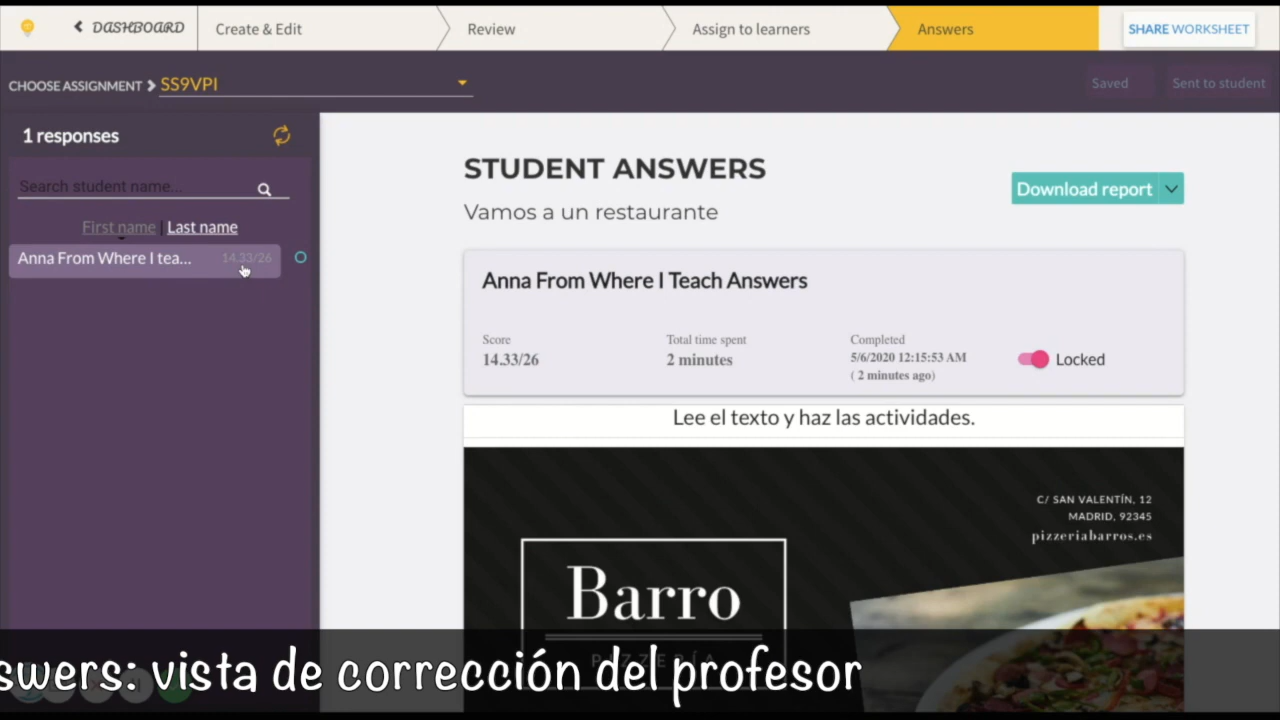 DASHBOARD
Create & Edit
Review
Assign to learners
Answers
SHARE WORKSHEET
CHOOSE ASSIGNMENT
SS9VPI
Saved
Sent to student
1 responses
Search student name...
First name | Last name
Anna From Where I tea... 14.33/26
STUDENT ANSWERS
Vamos a un restaurante
Download report
Anna From Where I Teach Answers
Score
14.33/26
Total time spent
2 minutes
Completed
5/6/2020 12:15:53 AM
( 2 minutes ago)
Locked
Lee el texto y haz las actividades.
C/ SAN VALENTÍN, 12
MADRID, 92345
pizzeriabarros.es
Barro
PIZZERÍA
swers: vista de corrección del profesor